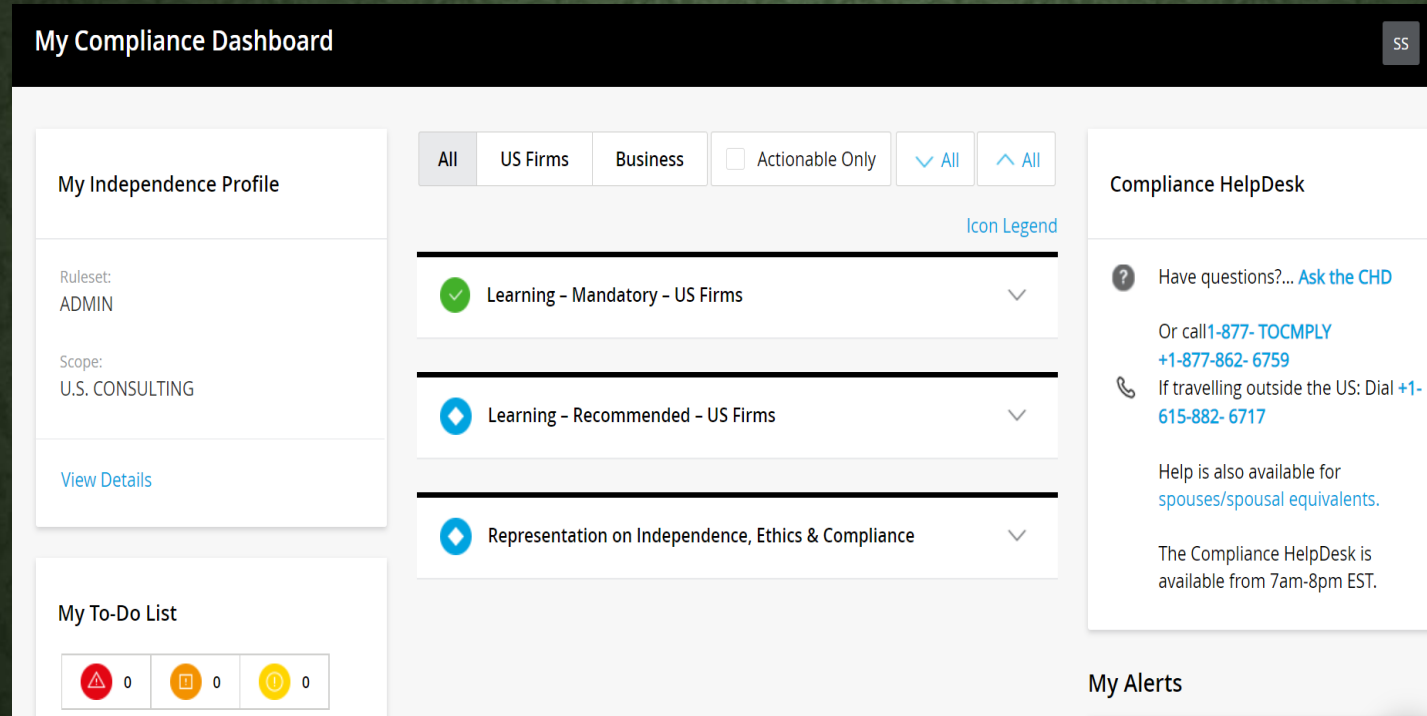 My Compliance Dashboard
SS
My Independence Profile
Ruleset:
ADMIN
Scope:
U.S. CONSULTING
View Details
My To-Do List
0
0
0
All
US Firms
Business
Actionable Only
All
All
Icon Legend
Learning – Mandatory – US Firms
Learning – Recommended – US Firms
Representation on Independence, Ethics & Compliance
Compliance HelpDesk
Have questions?... Ask the CHD
Or call1-877- TOCMPLY
+1-877-862- 6759
If travelling outside the US: Dial +1-
615-882- 6717
Help is also available for
spouses/spousal equivalents.
The Compliance HelpDesk is
available from 7am-8pm EST.
My Alerts